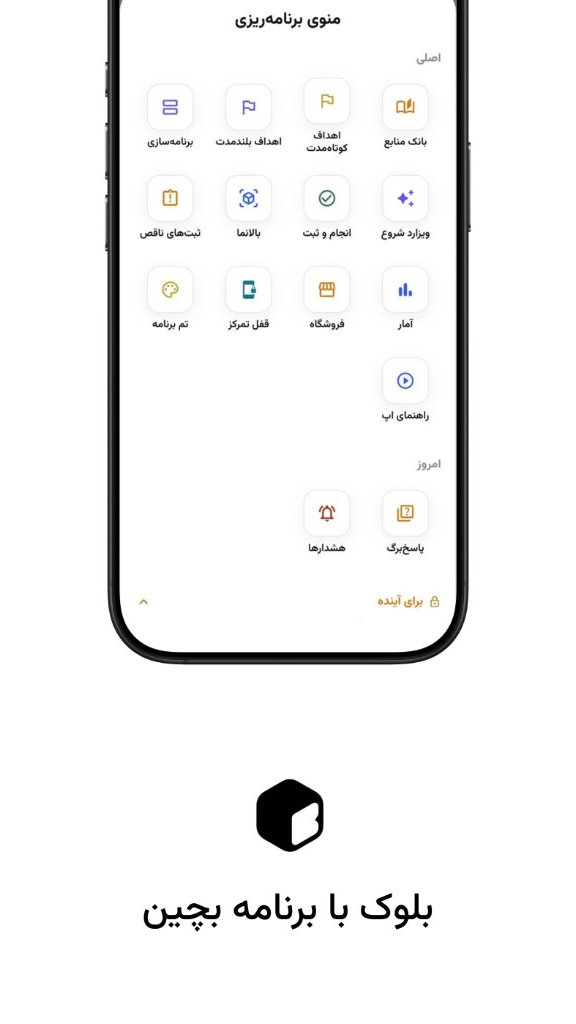 منوی برنامه‌ریزی
اصلی
بانک منابع
اهداف
کوتاه‌مدت
اهداف بلندمدت
برنامه‌سازی
ویزارد شروع
انجام و ثبت
بالانما
ثبت‌های ناقص
آمار
فروشگاه
قفل تمرکز
تم برنامه
راهنمای اپ
امروز
پاسخ‌برگ
هشدارها
برای آینده
بلوک با برنامه بچین